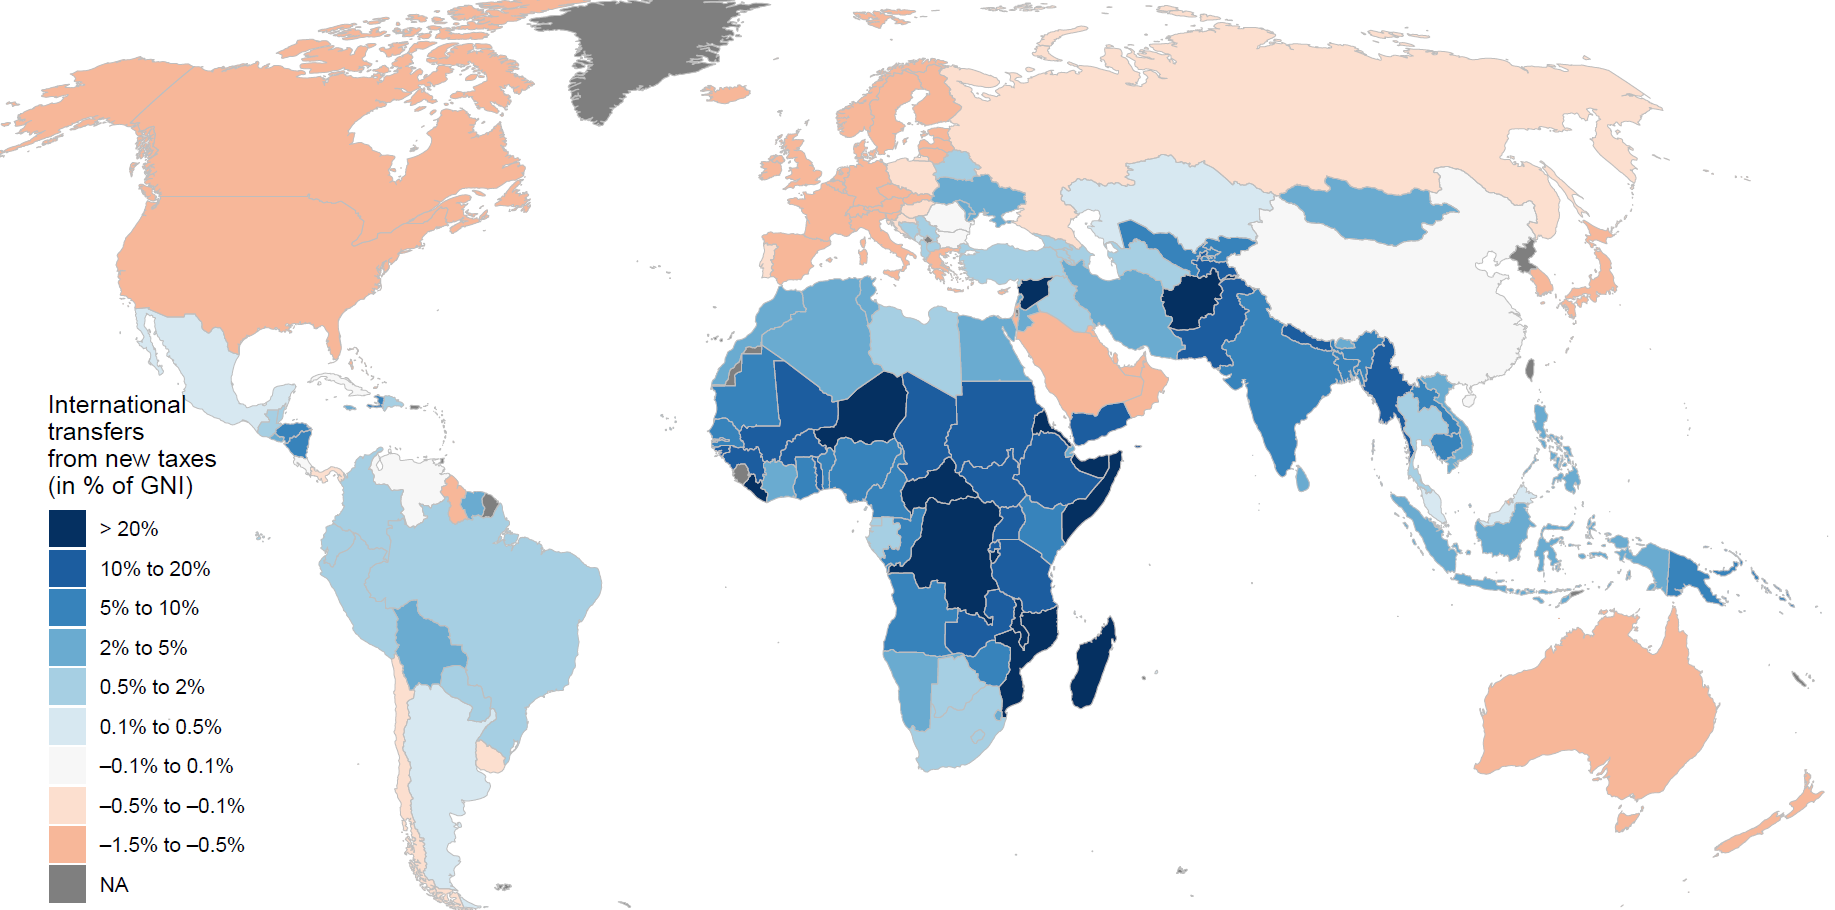 International
transfers
from new taxes
(in % of GNI)
> 20%
10% to 20%
5% to 10%
2% to 5%
0.5% to 2%
0.1% to 0.5%
−0.1% to 0.1%
−0.5% to −0.1%
−1.5% to −0.5%
NA